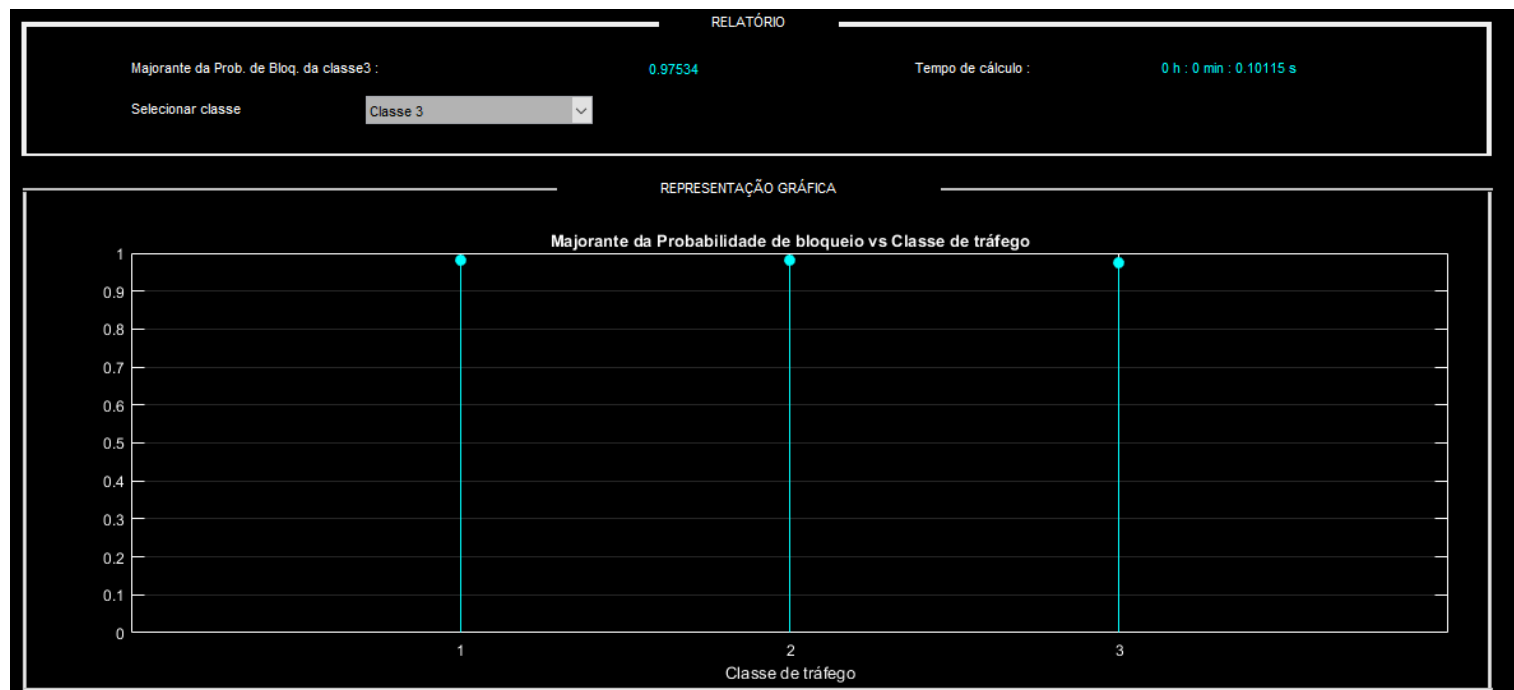 RELATÓRIO
Majorante da Prob. de Bloq. da classe3 : 0.97534 Tempo de cálculo : 0 h : 0 min : 0.10115 s
Selecionar classe Classe 3
REPRESENTAÇÃO GRÁFICA
Majorante da Probabilidade de bloqueio vs Classe de tráfego
1
0.9
0.8
0.7
0.6
0.5
0.4
0.3
0.2
0.1
0
1 2 3
Classe de tráfego